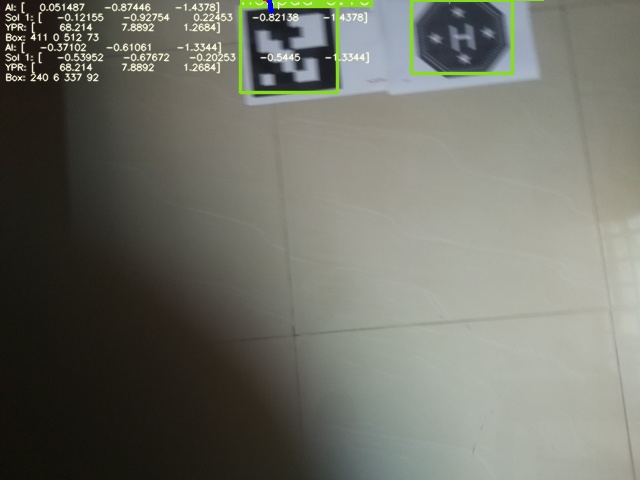 AI: [ 0.051487 -0.87446 -1.4378]
Sol 1: [ -0.12155 -0.92754 0.22453 -0.82138 -1.4378]
YPR: [ 68.214 7.8892 1.2684]
Box: 411 0 512 73
AI: [ -0.37102 -0.61061 -1.3344]
Sol 1: [ -0.53952 -0.67672 -0.20253 -0.5445 -1.3344]
YPR: [ 68.214 7.8892 1.2684]
Box: 240 6 337 92
H